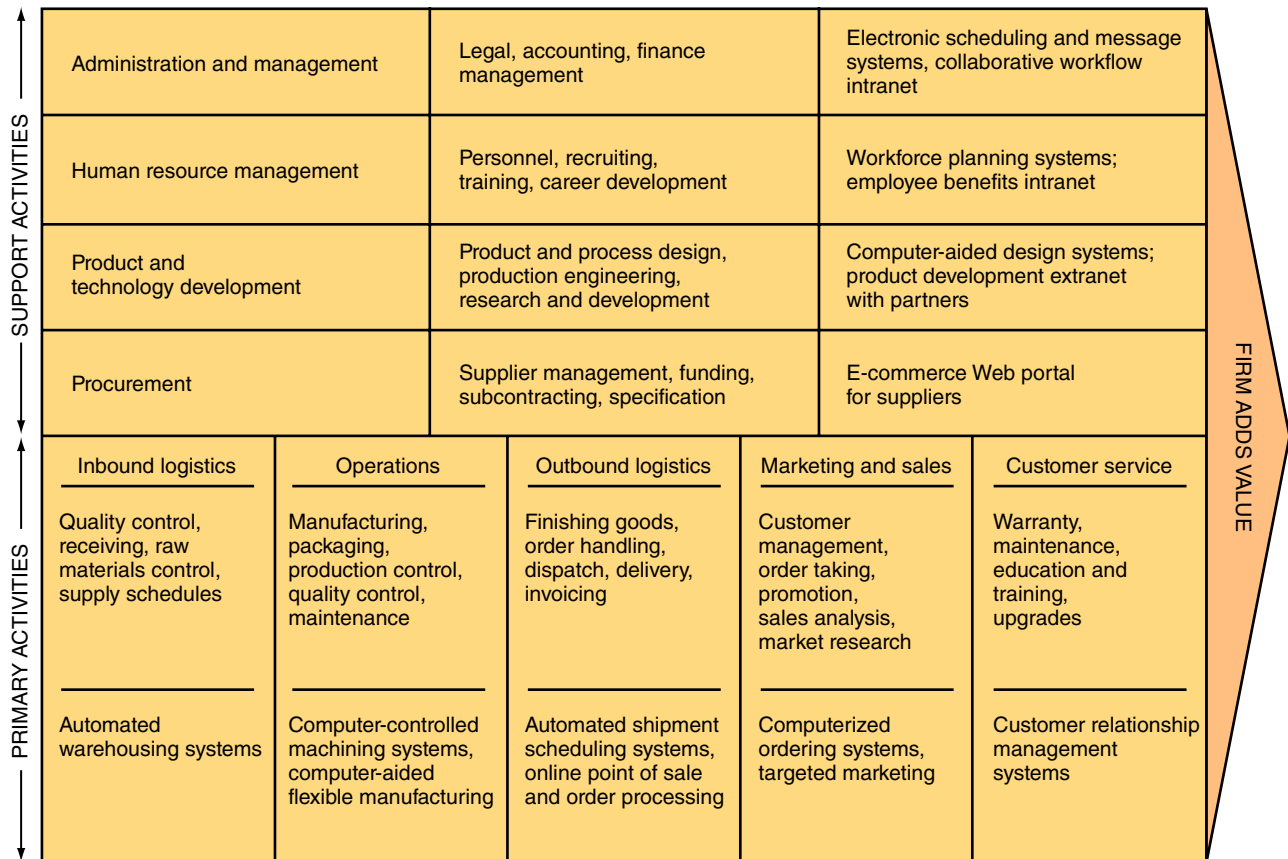 SUPPORT ACTIVITIES
Administration and management
Legal, accounting, finance
management
Electronic scheduling and message
systems, collaborative workflow
intranet
Human resource management
Personnel, recruiting,
training, career development
Workforce planning systems;
employee benefits intranet
Product and
technology development
Product and process design,
production engineering,
research and development
Computer-aided design systems;
product development extranet
with partners
Procurement
Supplier management, funding,
subcontracting, specification
E-commerce Web portal
for suppliers
PRIMARY ACTIVITIES
Inbound logistics
Quality control,
receiving, raw
materials control,
supply schedules
Automated
warehousing systems
Operations
Manufacturing,
packaging,
production control,
quality control,
maintenance
Computer-controlled
machining systems,
computer-aided
flexible manufacturing
Outbound logistics
Finishing goods,
order handling,
dispatch, delivery,
invoicing
Automated shipment
scheduling systems,
online point of sale
and order processing
Marketing and sales
Customer
management,
order taking,
promotion,
sales analysis,
market research
Computerized
ordering systems,
targeted marketing
Customer service
Warranty,
maintenance,
education and
training,
upgrades
Customer relationship
management
systems
FIRM ADDS VALUE